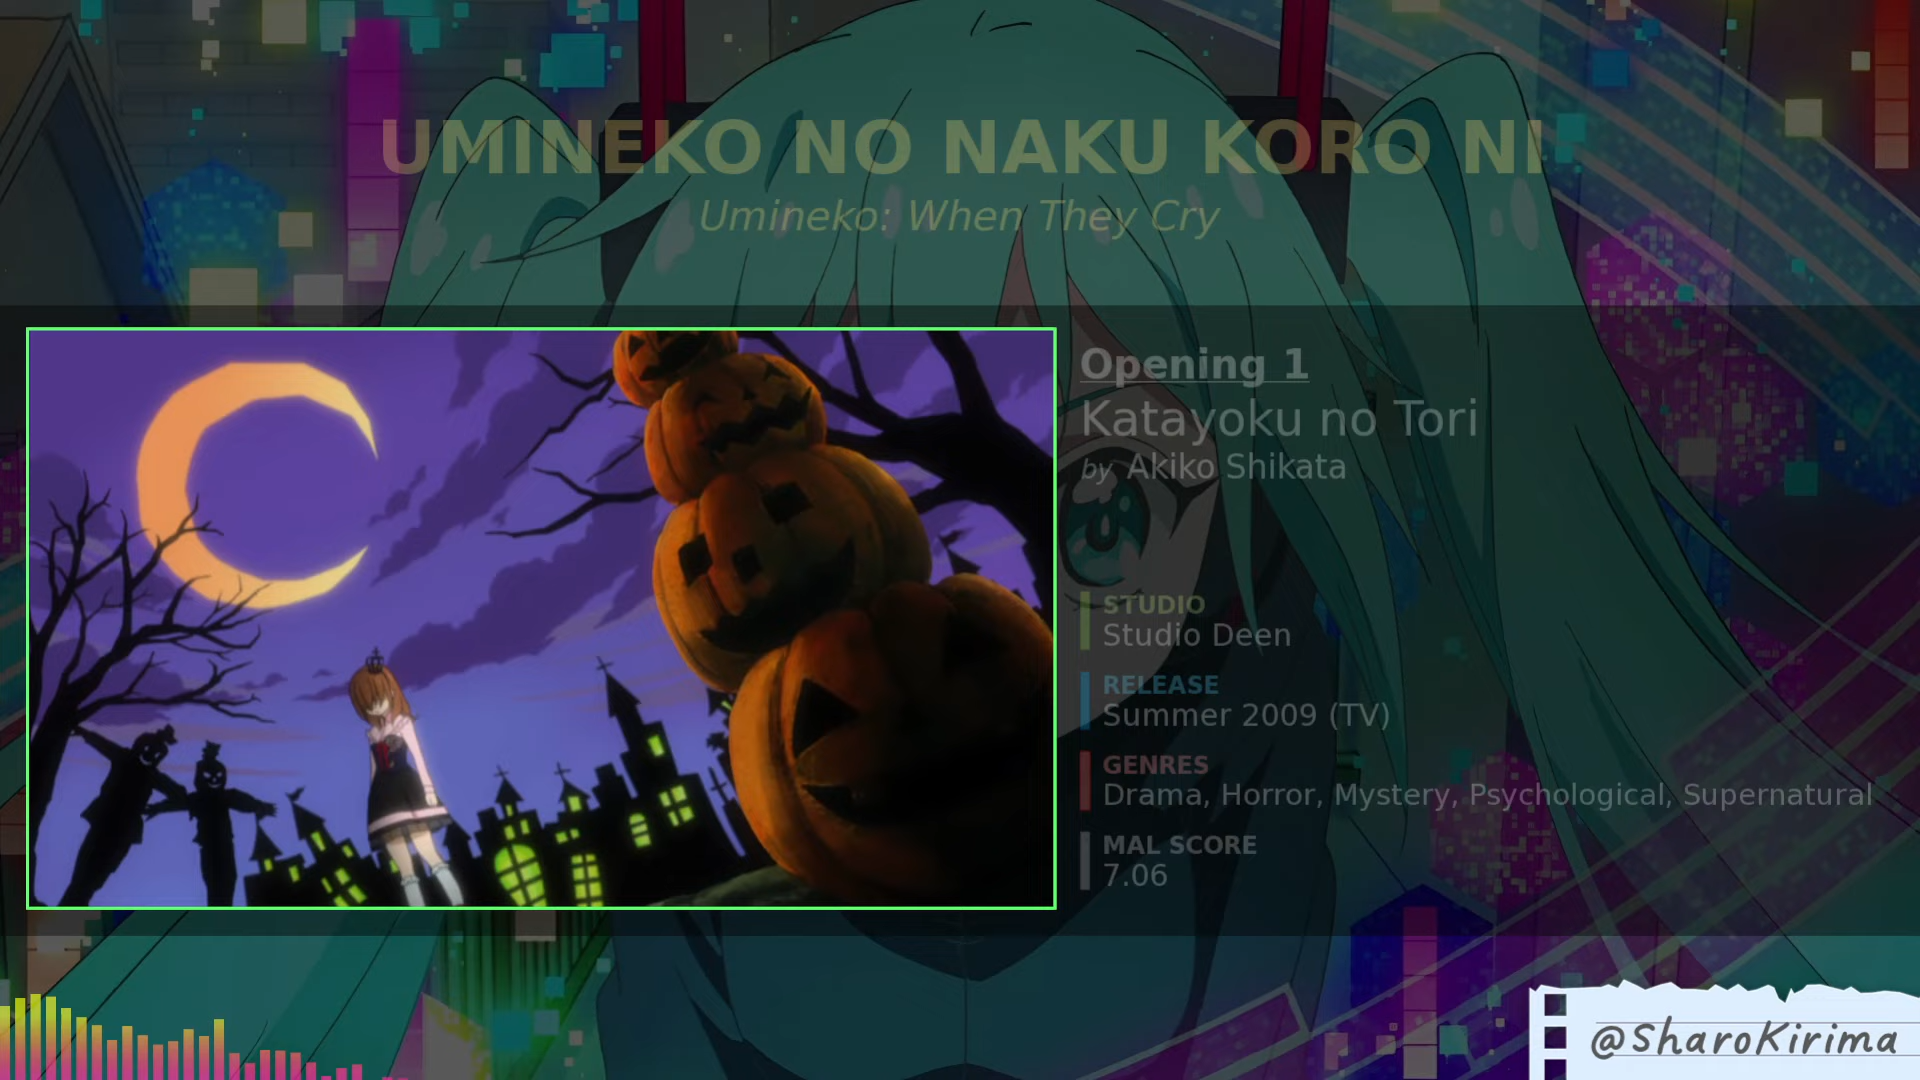 UMINEKO NO NAKU KORO NI
Umineko: When They Cry
Opening 1
Katayoku no Tori
by Akiko Shikata
STUDIO
Studio Deen
RELEASE
Summer 2009 (TV)
GENRES
Drama, Horror, Mystery, Psychological, Supernatural
MAL SCORE
7.06
@SharoKirima